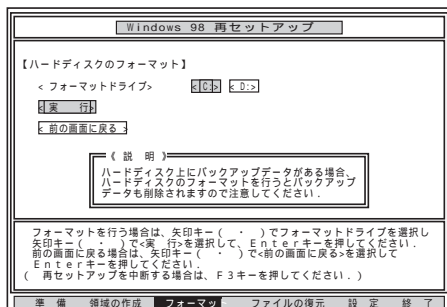 Windows 98 再セットアップ
【ハードディスクのフォーマット】
< フォーマットドライブ> < C:> < D:>
< 実 行>
< 前の画面に戻る >
《 説 明 》
ハードディスク上にバックアップデータがある場合、
ハードディスクのフォーマットを行うとバックアップ
データも削除されますので注意してください.
フォーマットを行う場合は、矢印キー( ・ )でフォーマットドライブを選択し
矢印キー( ・ )で<実 行>を選択して、Enterキーを押してください.
前の画面に戻る場合は、矢印キー( ・ )で<前の画面に戻る>を選択して
Enterキーを押してください
( 再セットアップを中断する場合は、F3キーを押してください.)
準 備 領域の作成 フォーマッ ファイルの復元 設 定 終 了